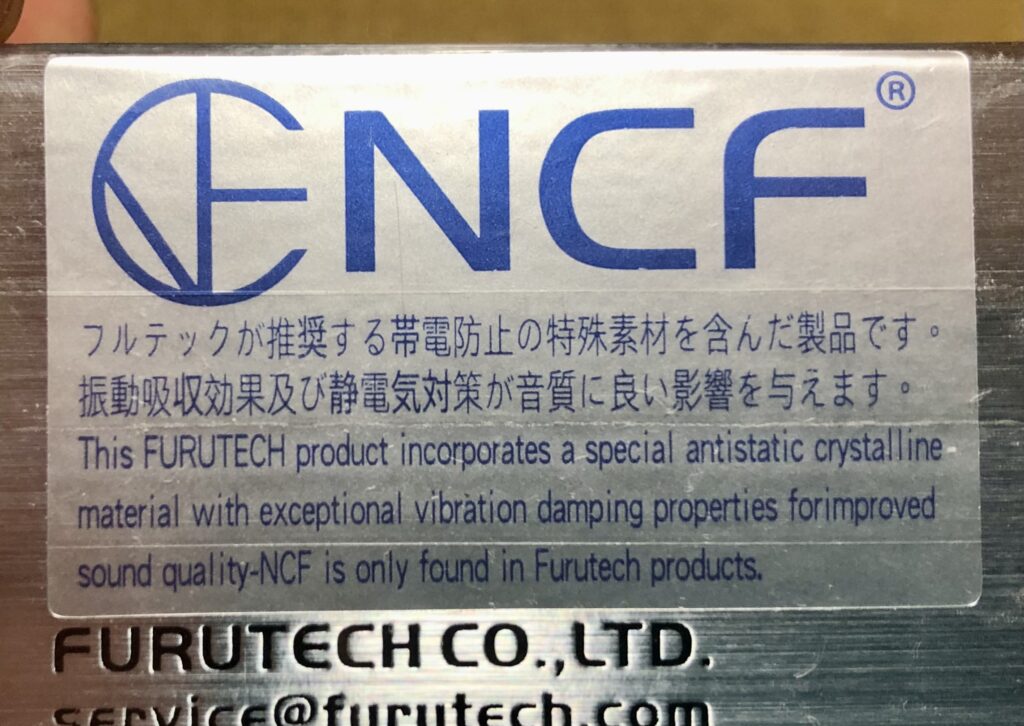 NCF®
フルテックが推奨する帯電防止の特殊素材を含んだ製品です。
振動吸収効果及び静電気対策が音質に良い影響を与えます。
This FURUTECH product incorporates a special antistatic crystalline
material with exceptional vibration damping properties forimproved
sound quality-NCF is only found in Furutech products.
FURUTECH CO.,LTD.
service@furutech.com